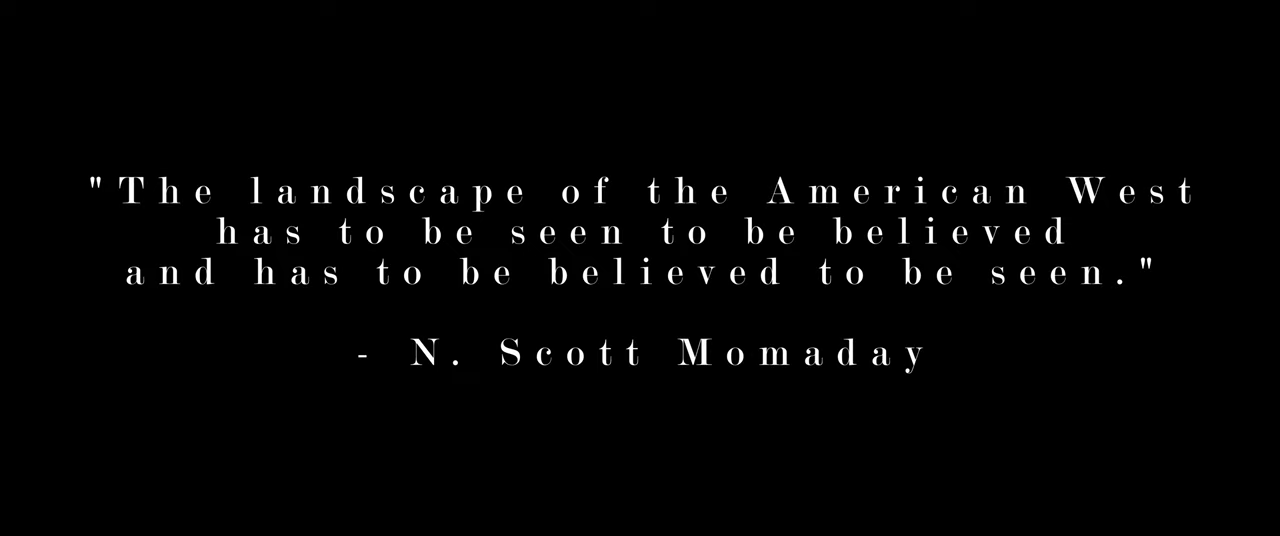 "The landscape of the American West
has to be seen to be believed
and has to be believed to be seen."
- N. Scott Momaday